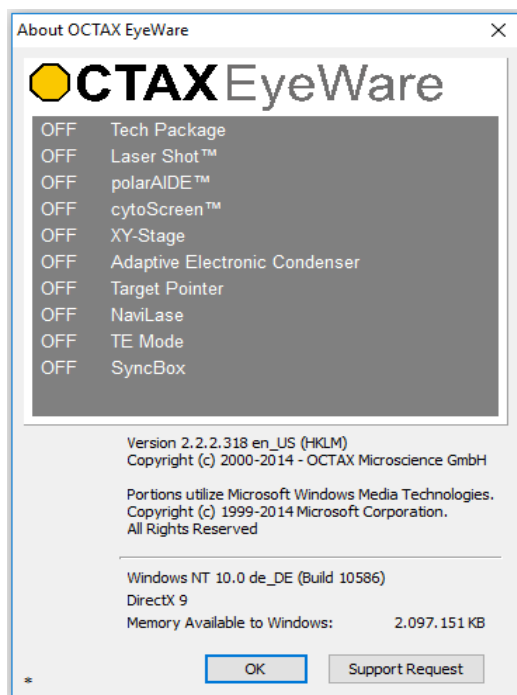 About OCTAX EyeWare
OCTAX EyeWare
OFF Tech Package
OFF Laser Shot™
OFF polarAIDE™
OFF cytoScreen™
OFF XY-Stage
OFF Adaptive Electronic Condenser
OFF Target Pointer
OFF NaviLase
OFF TE Mode
OFF SyncBox
Version 2.2.2.318 en_US (HKLM)
Copyright (c) 2000-2014 - OCTAX Microscience GmbH
Portions utilize Microsoft Windows Media Technologies.
Copyright (c) 1999-2014 Microsoft Corporation.
All Rights Reserved
Windows NT 10.0 de_DE (Build 10586)
DirectX 9
Memory Available to Windows: 2.097.151 KB
* OK Support Request